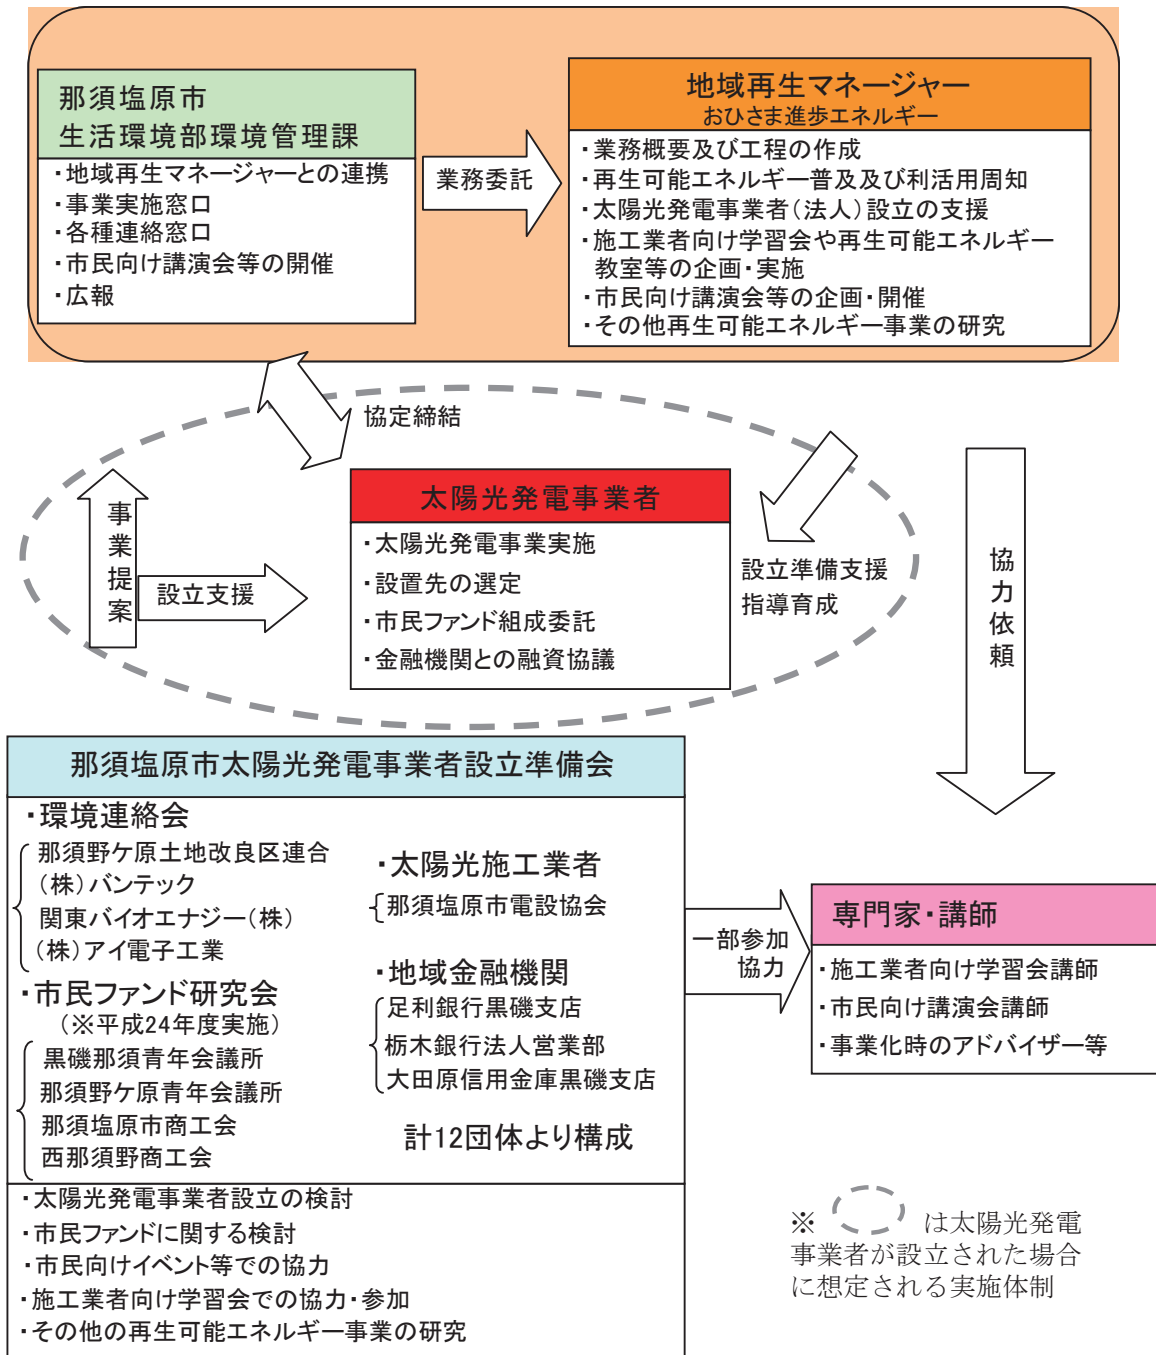 那須塩原市
生活環境部環境管理課
・地域再生マネージャーとの連携
・事業実施窓口
・各種連絡窓口
・市民向け講演会等の開催
・広報
業務委託
地域再生マネージャー
おひさま進歩エネルギー
・業務概要及び工程の作成
・再生可能エネルギー普及及び利活用周知
・太陽光発電事業者(法人)設立の支援
・施工業者向け学習会や再生可能エネルギー
教室等の企画・実施
・市民向け講演会等の企画・開催
・その他再生可能エネルギー事業の研究
協定締結
事業提案
設立支援
太陽光発電事業者
・太陽光発電事業実施
・設置先の選定
・市民ファンド組成委託
・金融機関との融資協議
設立準備支援
指導育成
協力依頼
那須塩原市太陽光発電事業者設立準備会
・環境連絡会
那須野ケ原土地改良区連合
(株)バンテック
関東バイオエナジー(株)
(株)アイ電子工業
・市民ファンド研究会
(※平成24年度実施)
黒磯那須青年会議所
那須野ケ原青年会議所
那須塩原市商工会
西那須野商工会
・太陽光施工業者
那須塩原市電設協会
・地域金融機関
足利銀行黒磯支店
栃木銀行法人営業部
大田原信用金庫黒磯支店
計12団体より構成
・太陽光発電事業者設立の検討
・市民ファンドに関する検討
・市民向けイベント等での協力
・施工業者向け学習会での協力・参加
・その他の再生可能エネルギー事業の研究
一部参加
協力
専門家・講師
・施工業者向け学習会講師
・市民向け講演会講師
・事業化時のアドバイザー等
※ は太陽光発電
事業者が設立された場合
に想定される実施体制